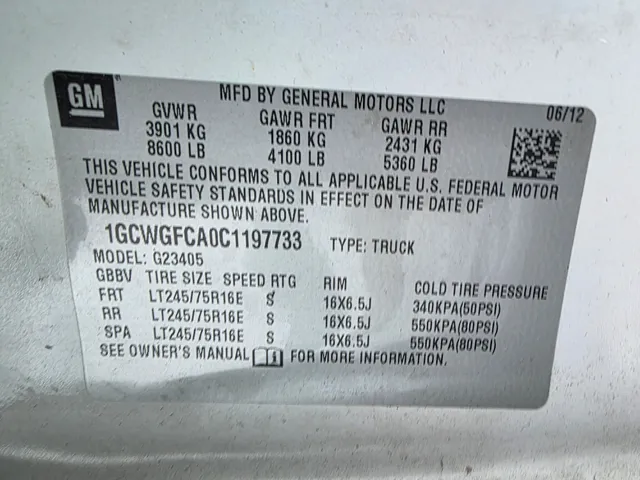 GM
MFD BY GENERAL MOTORS LLC 06/12
GVWR GAWR FRT GAWR RR
3901 KG 1860 KG 2431 KG
8600 LB 4100 LB 5360 LB
THIS VEHICLE CONFORMS TO ALL APPLICABLE U.S. FEDERAL MOTOR
VEHICLE SAFETY STANDARDS IN EFFECT ON THE DATE OF
MANUFACTURE SHOWN ABOVE.
1GCWGFCA0C1197733 TYPE: TRUCK
MODEL: G23405
GBBV TIRE SIZE SPEED RTG RIM COLD TIRE PRESSURE
FRT LT245/75R16E S 16X6.5J 340KPA(50PSI)
RR LT245/75R16E S 16X6.5J 550KPA(80PSI)
SPA LT245/75R16E S 16X6.5J 550KPA(80PSI)
SEE OWNER'S MANUAL FOR MORE INFORMATION.